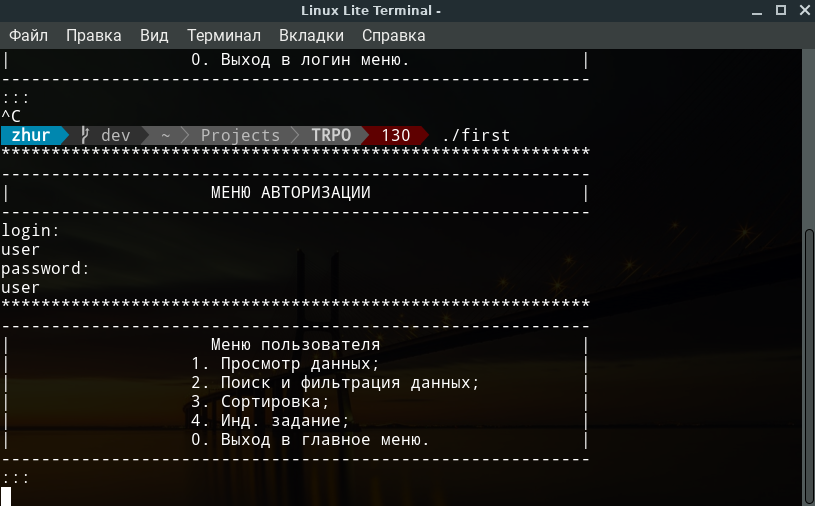 Linux Lite Terminal -
Файл Правка Вид Терминал Вкладки Справка
| 0. Выход в логин меню. |
-----------------------------------------------------------
:::
^C
zhur dev ~ Projects TRPO 130 ./first
***********************************************************
-----------------------------------------------------------
| МЕНЮ АВТОРИЗАЦИИ |
-----------------------------------------------------------
login:
user
password:
user
***********************************************************
-----------------------------------------------------------
| Меню пользователя |
| 1. Просмотр данных; |
| 2. Поиск и фильтрация данных; |
| 3. Сортировка; |
| 4. Инд. задание; |
| 0. Выход в главное меню. |
-----------------------------------------------------------
:::